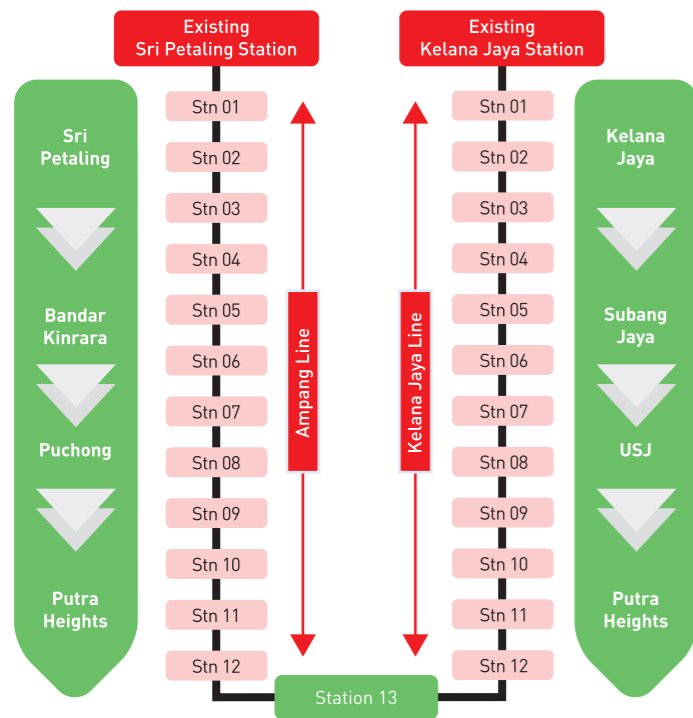 Existing
Sri Petaling Station
Existing
Kelana Jaya Station
Sri
Petaling
Bandar
Kinrara
Puchong
Putra
Heights
Stn 01
Stn 02
Stn 03
Stn 04
Stn 05
Stn 06
Stn 07
Stn 08
Stn 09
Stn 10
Stn 11
Stn 12
Ampang Line
Kelana Jaya Line
Stn 01
Stn 02
Stn 03
Stn 04
Stn 05
Stn 06
Stn 07
Stn 08
Stn 09
Stn 10
Stn 11
Stn 12
Kelana
Jaya
Subang
Jaya
USJ
Putra
Heights
Station 13